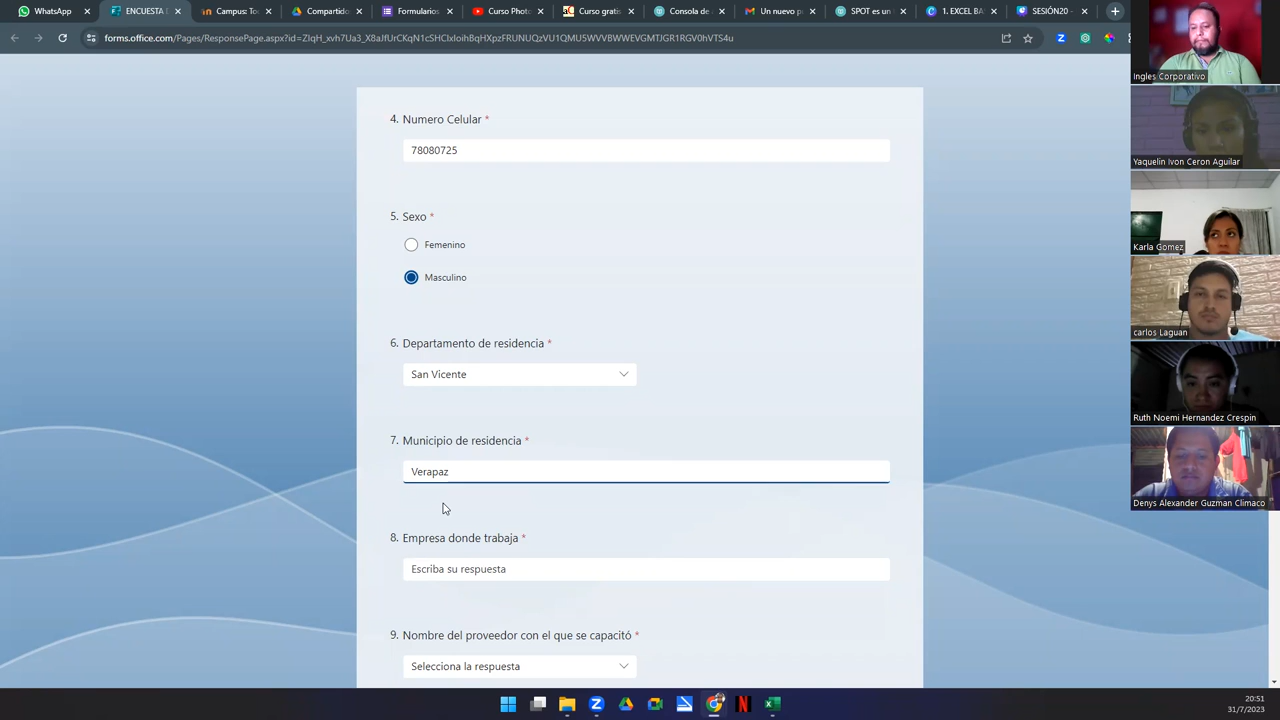 WhatsApp
ENCUESTA D
Campus: To
Compartido
Formularios
Curso Photo
Curso gratis
Consola de
Un nuevo p
SPOT es un
1. EXCEL BA
SESIÓN20 -
forms.office.com/Pages/ResponsePage.aspx?id=
4. Numero Celular *
78080725
5. Sexo *
Femenino
Masculino
6. Departamento de residencia *
San Vicente
7. Municipio de residencia *
Verapaz
8. Empresa donde trabaja *
Escriba su respuesta
9. Nombre del proveedor con el que se capacitó *
Selecciona la respuesta
Ingles Corporativo
Yaquelin Ivon Ceron Aguilar
Karla Gomez
carlos Laguan
Ruth Noemi Hernandez Crespin
Denys Alexander Guzman Climaco
20:51
31/7/2023